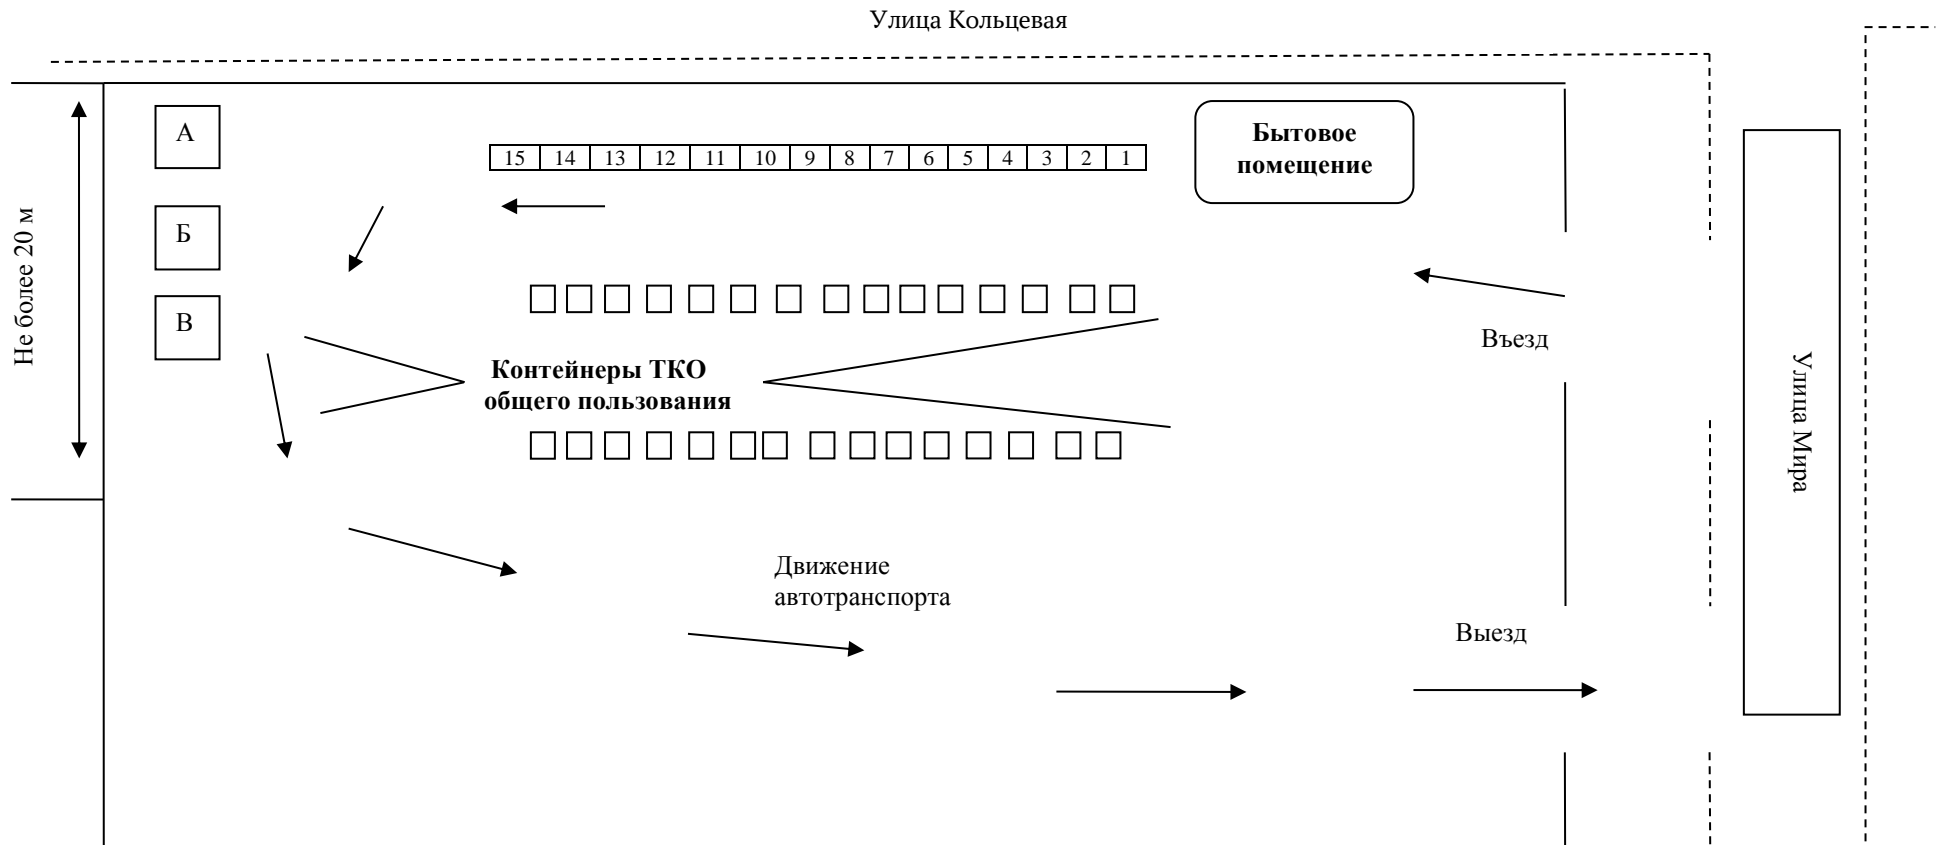 Улица Кольцевая
А
Б
В
Не более 20 м
15 14 13 12 11 10 9 8 7 6 5 4 3 2 1
Бытовое
помещение
Контейнеры ТКО
общего пользования
Въезд
Улица Мира
Движение
автотранспорта
Выезд